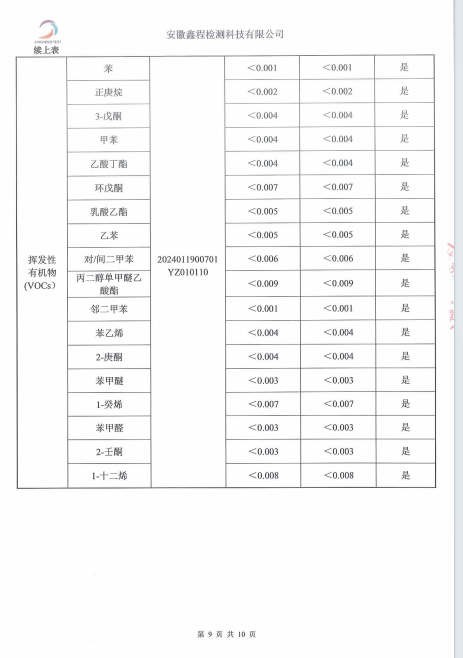 安徽鑫程检测科技有限公司
续上表
苯 <0.001 <0.001 是
正庚烷 <0.002 <0.002 是
3-戊酮 <0.004 <0.004 是
甲苯 <0.004 <0.004 是
乙酸丁酯 <0.004 <0.004 是
环戊酮 <0.007 <0.007 是
乳酸乙酯 <0.005 <0.005 是
乙苯 <0.005 <0.005 是
挥发性
有机物
(VOCs)
对/间二甲苯 <0.006 <0.006 是
2024011900701
YZ010110
丙二醇单甲醚乙
酸酯 <0.009 <0.009 是
邻二甲苯 <0.001 <0.001 是
苯乙烯 <0.004 <0.004 是
2-庚酮 <0.004 <0.004 是
苯甲醚 <0.003 <0.003 是
1-癸烯 <0.007 <0.007 是
苯甲醛 <0.003 <0.003 是
2-壬酮 <0.003 <0.003 是
1-十二烯 <0.008 <0.008 是
第 9 页 共 10 页